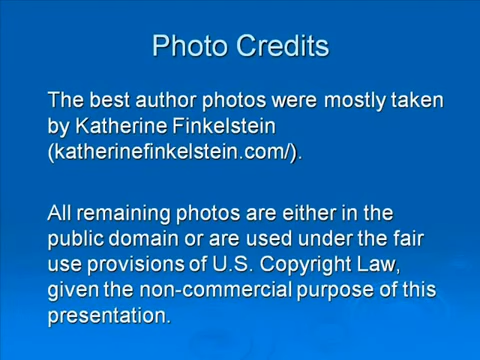 Photo Credits
The best author photos were mostly taken
by Katherine Finkelstein
(katherinefinkelstein.com/).
All remaining photos are either in the
public domain or are used under the fair
use provisions of U.S. Copyright Law,
given the non-commercial purpose of this
presentation.